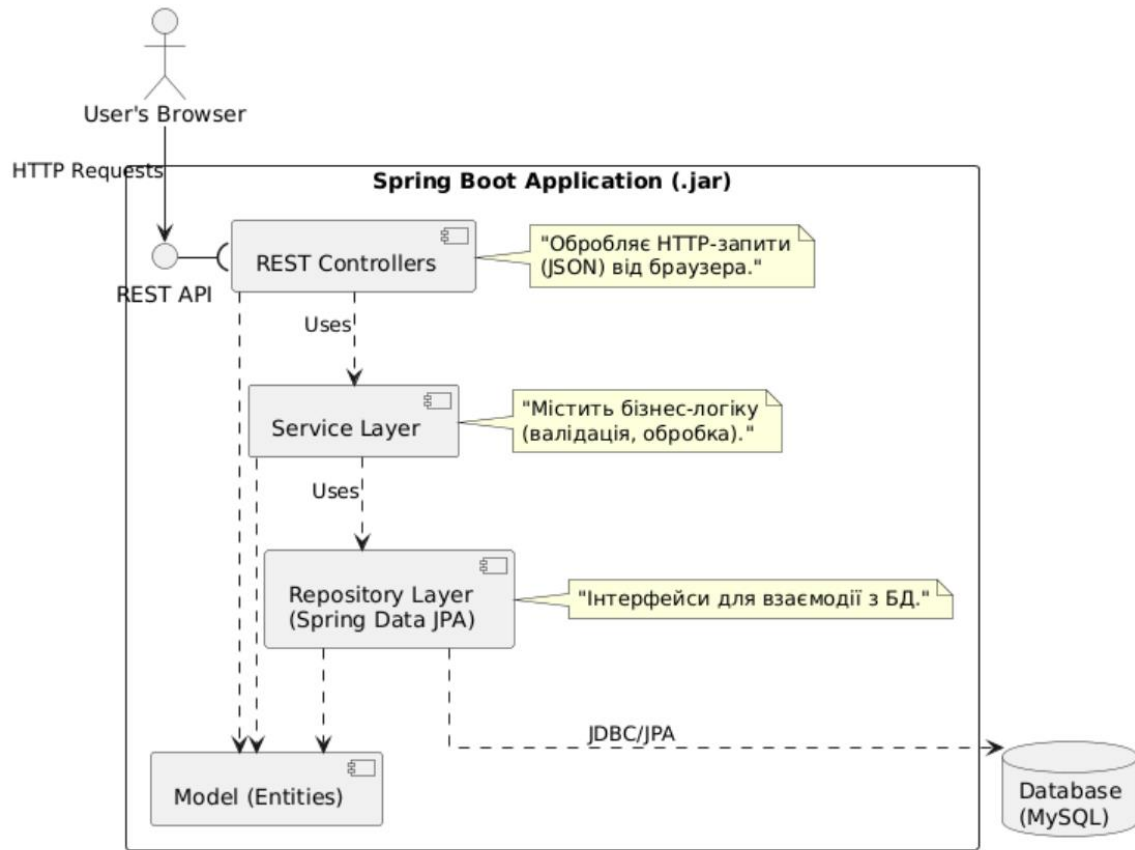 User's Browser
HTTP Requests
Spring Boot Application (.jar)
REST API
REST Controllers
"Обробляє HTTP-запити
(JSON) від браузера."
Uses
Service Layer
"Містить бізнес-логіку
(валідація, обробка)."
Uses
Repository Layer
(Spring Data JPA)
"Інтерфейси для взаємодії з БД."
JDBC/JPA
Model (Entities)
Database
(MySQL)